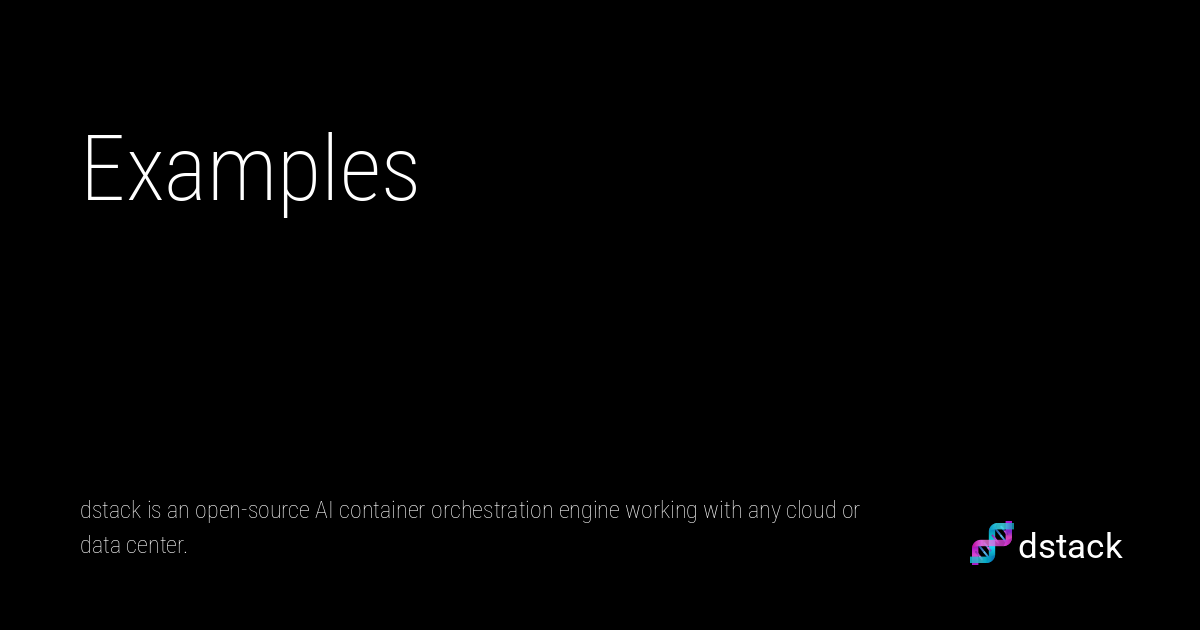 Examples
dstack is an open-source AI container orchestration engine working with any cloud or
data center.
dstack